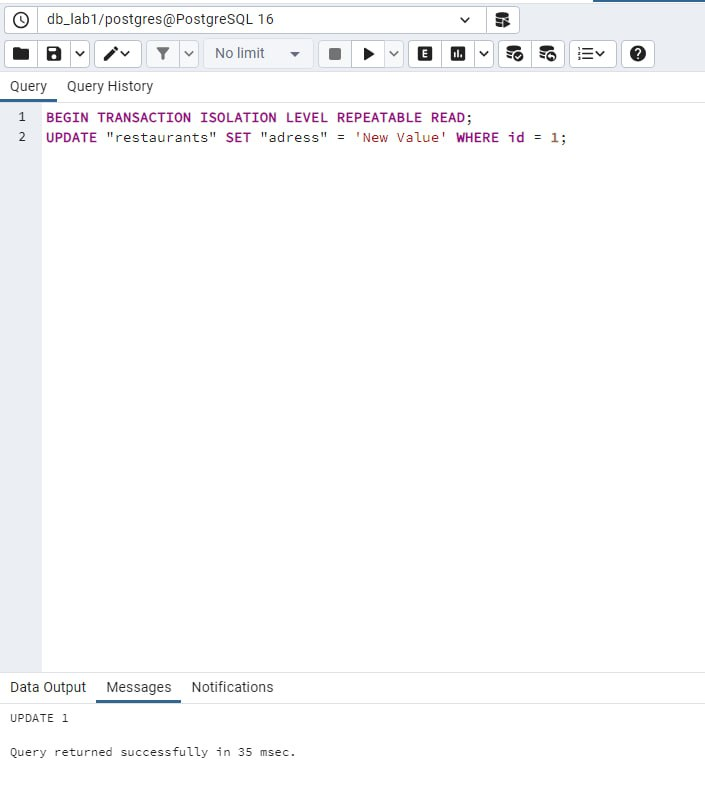 db_lab1/postgres@PostgreSQL 16
No limit
E
Query Query History
1 BEGIN TRANSACTION ISOLATION LEVEL REPEATABLE READ;
2 UPDATE "restaurants" SET "adress" = 'New Value' WHERE id = 1;
Data Output Messages Notifications
UPDATE 1
Query returned successfully in 35 msec.